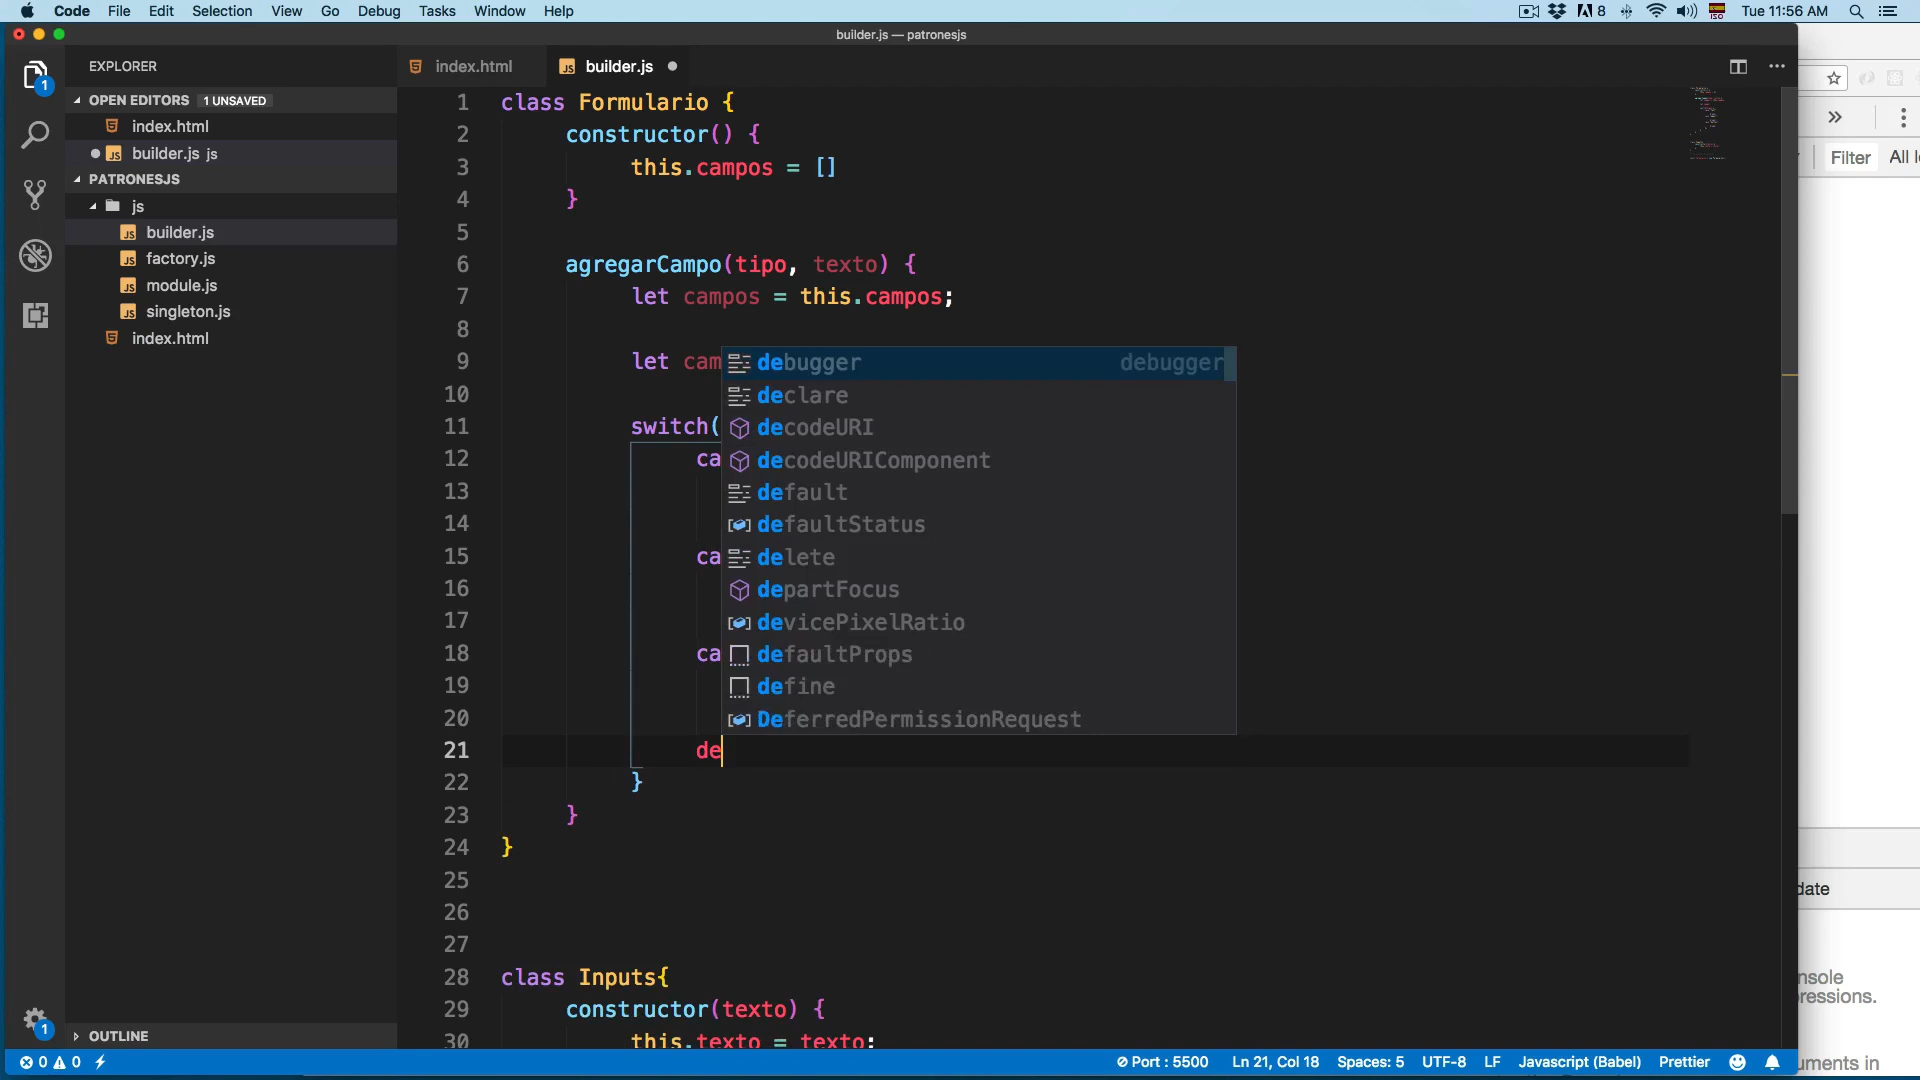 Code File Edit Selection View Go Debug Tasks Window Help
8 ISO Tue 11:56 AM
builder.js — patronesjs
EXPLORER
OPEN EDITORS 1 UNSAVED
index.html
builder.js js
PATRONESJS
js
builder.js
factory.js
module.js
singleton.js
index.html
OUTLINE
index.html builder.js
1 class Formulario {
2 constructor() {
3 this.campos = []
4 }
5
6 agregarCampo(tipo, texto) {
7 let campos = this.campos;
8
9 let cam
10
11 switch(
12 ca
13
14
15 ca
16
17
18 ca
19
20
21 de
22 }
23 }
24 }
25
26
27
28 class Inputs{
29 constructor(texto) {
30 this.texto = texto;
debugger debugger
declare
decodeURI
decodeURIComponent
default
defaultStatus
delete
departFocus
devicePixelRatio
defaultProps
define
DeferredPermissionRequest
Filter All l
date
nsole
ressions.
uments in
0 0 Port : 5500 Ln 21, Col 18 Spaces: 5 UTF-8 LF Javascript (Babel) Prettier
1
1